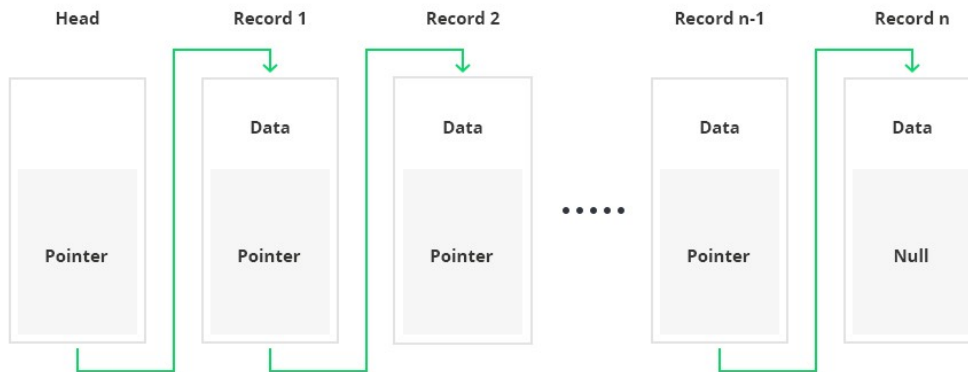 Head Record 1 Record 2 Record n-1 Record n
Data Data Data Data
Pointer Pointer Pointer ..... Pointer Null